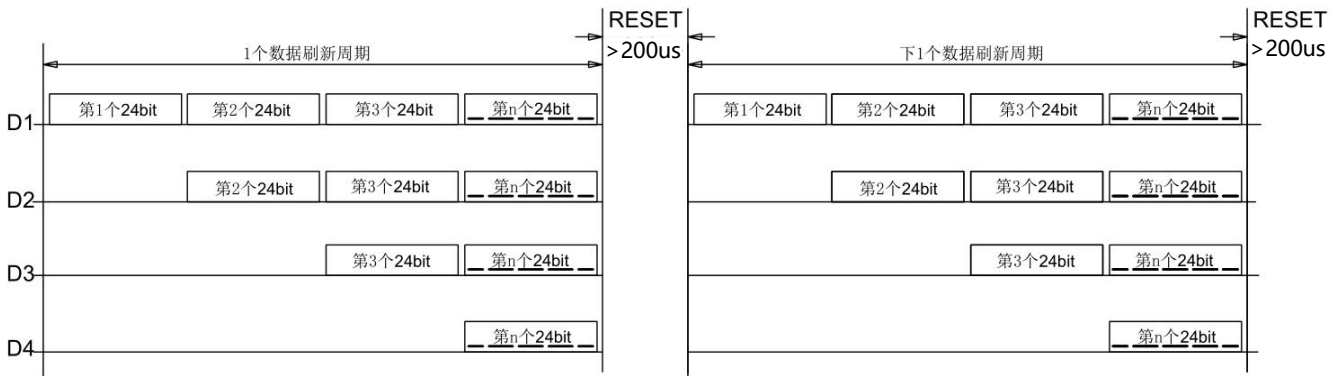 RESET
>200us
RESET
>200us
1个数据刷新周期
下1个数据刷新周期
D1
第1个24bit
第2个24bit
第3个24bit
第n个24bit
第1个24bit
第2个24bit
第3个24bit
第n个24bit
D2
第2个24bit
第3个24bit
第n个24bit
第2个24bit
第3个24bit
第n个24bit
D3
第3个24bit
第n个24bit
第3个24bit
第n个24bit
D4
第n个24bit
第n个24bit